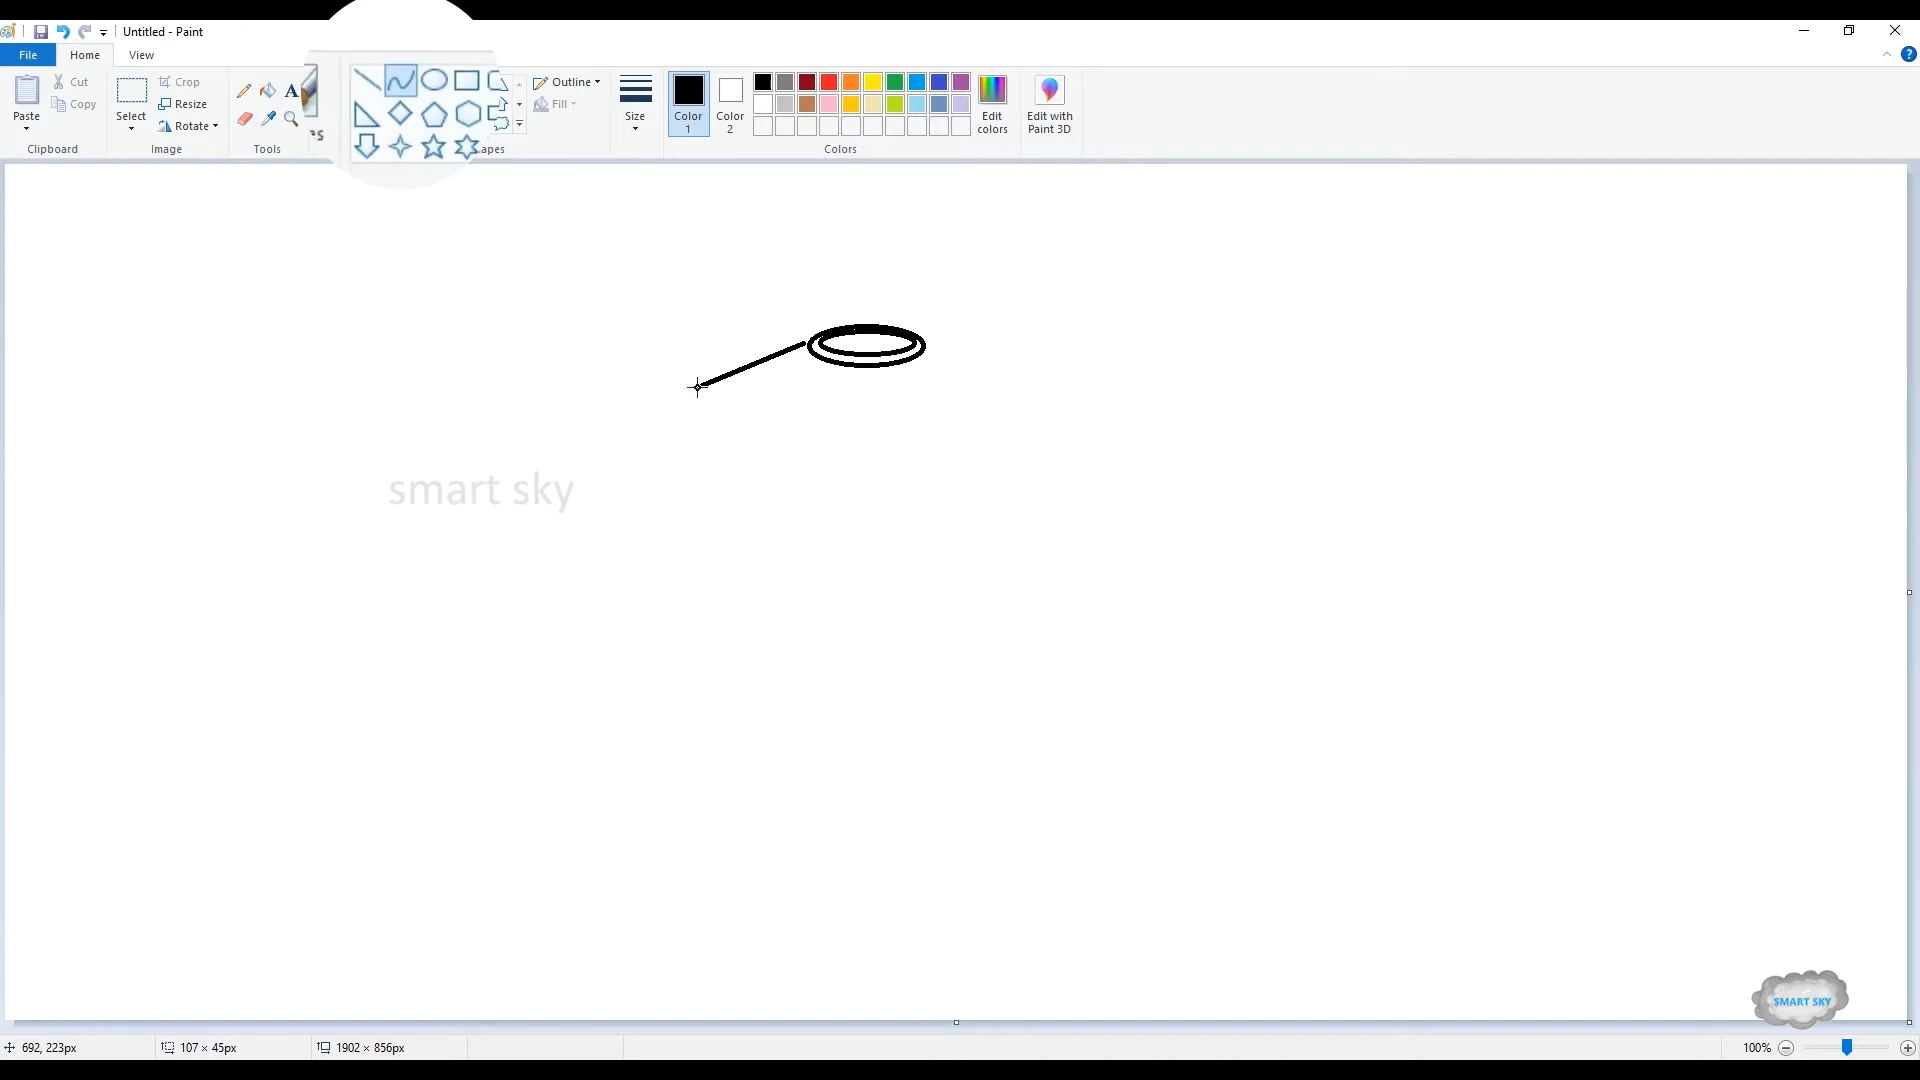 Untitled - Paint
File Home View
Cut
Copy
Paste
Clipboard
Select
Crop
Resize
Rotate
Image
A
Tools
Outline
Fill
Size
Color 1
Color 2
Edit colors
Colors
Edit with Paint 3D
smart sky
SMART SKY
692, 223px
107 × 45px
1902 × 856px
100%